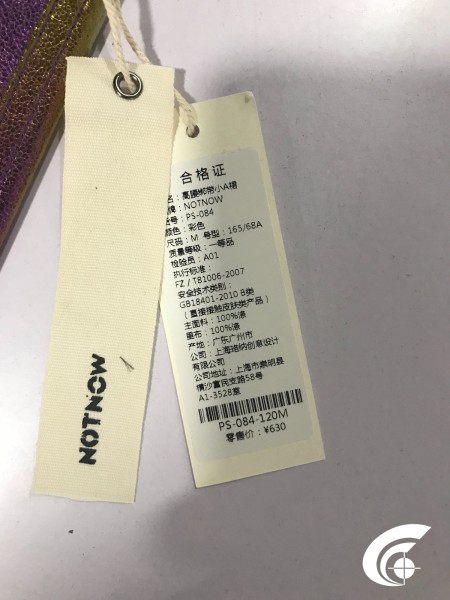 合格证
名：高腰绑带小A裙
牌：NOTNOW
号：PS-084
颜色：彩色
尺码：M 号型：165/68A
质量等级：一等品
检验员：A01
执行标准：
FZ / T81006-2007
安全技术类别：
GB18401-2010 B类
（直接接触皮肤类产品）
主面料：100%涤
里布：100%涤
产地：广东广州市
公司：上海珞纳创意设计
有限公司
公司地址：上海市崇明县
横沙富民支路58号
A1-3528室
PS-084-120M
零售价：¥630
NOTNOW